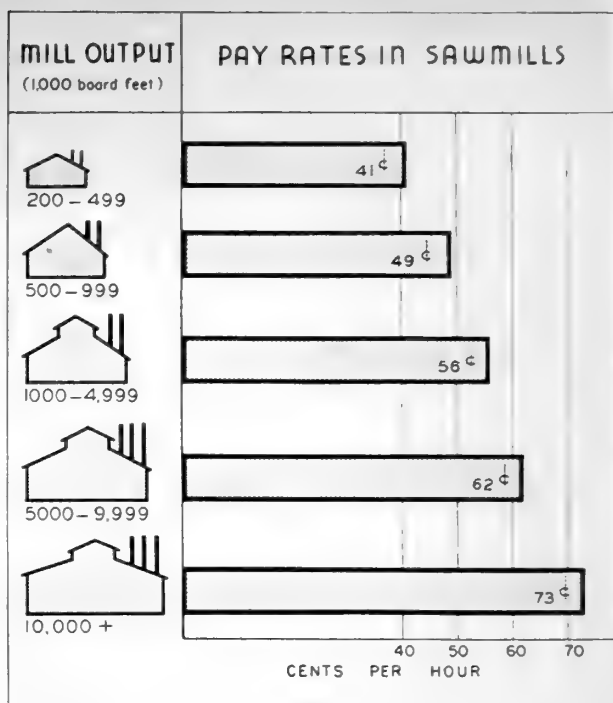 MILL OUTPUT
(1,000 board feet)
PAY RATES IN SAWMILLS
200-499
41¢
500-999
49¢
1000-4,999
56¢
5000-9,999
62¢
10,000 +
73¢
40 50 60 70
CENTS PER HOUR